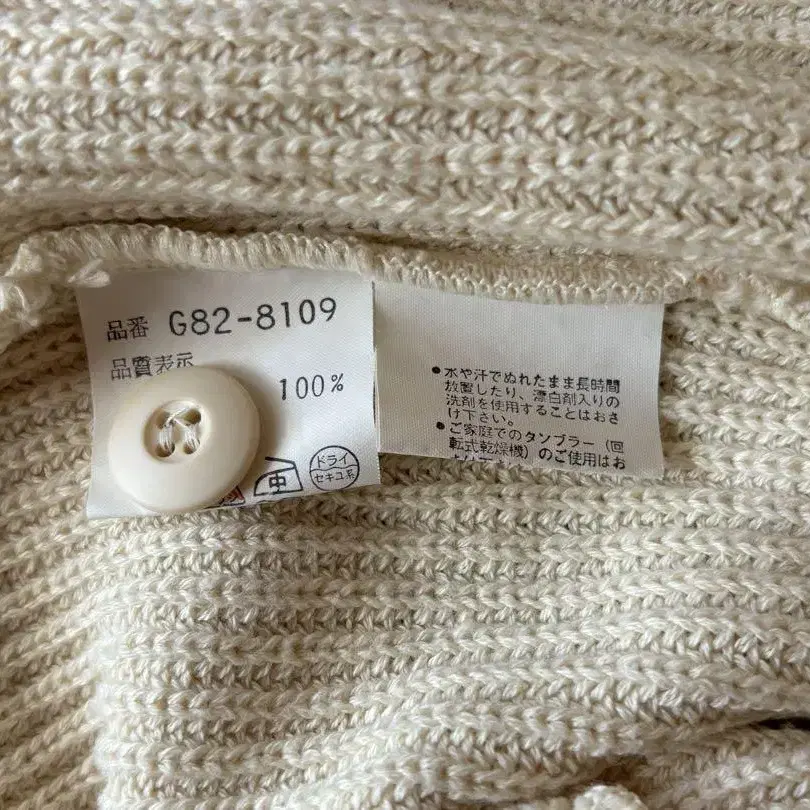 品番 G82-8109
品質表示
100%
ドライ
セキユ系
中
●水や汗でぬれたまま長時間
放置したり、漂白剤入りの
洗剤を使用することはおさ
け下さい。
●ご家庭でのタンブラー（回
転式乾燥機）のご使用はお